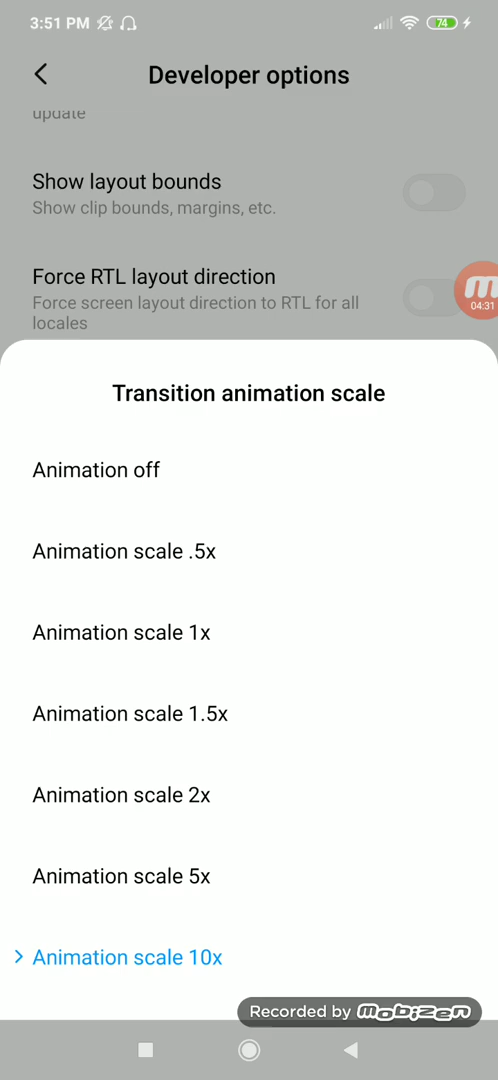 3:51 PM
74
Developer options
update
Show layout bounds
Show clip bounds, margins, etc.
Force RTL layout direction
Force screen layout direction to RTL for all
locales
04:31
Transition animation scale
Animation off
Animation scale .5x
Animation scale 1x
Animation scale 1.5x
Animation scale 2x
Animation scale 5x
Animation scale 10x
Recorded by mobizen